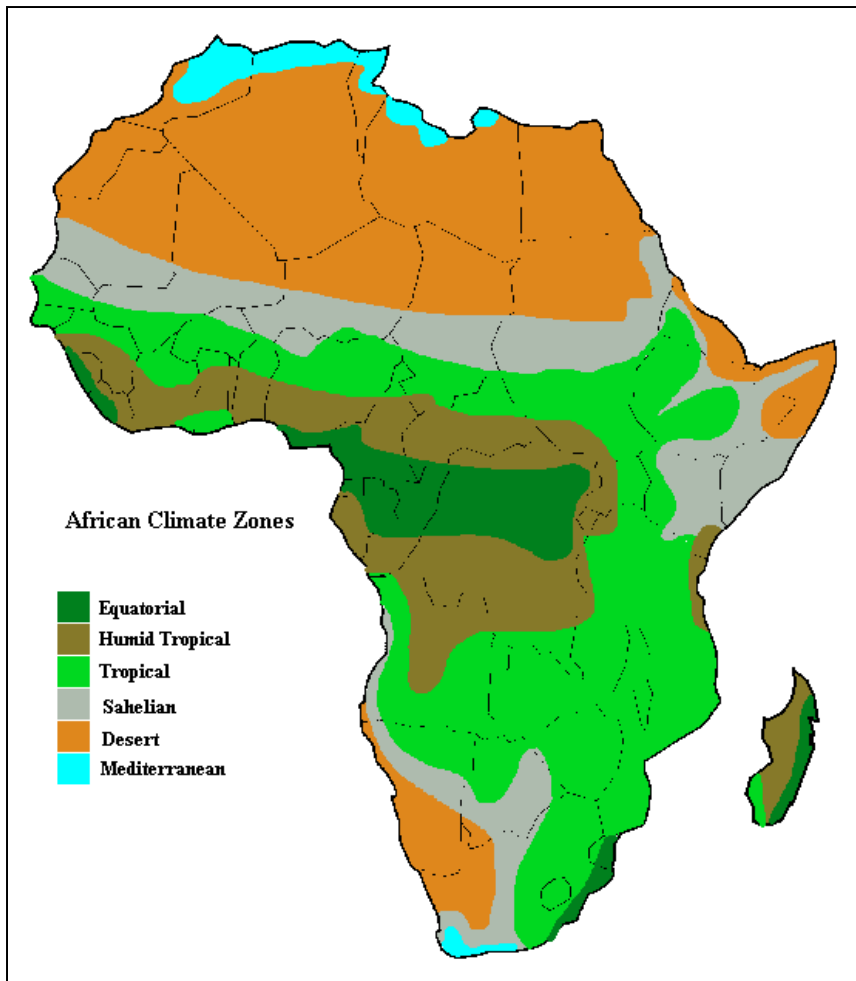 African Climate Zones
Equatorial
Humid Tropical
Tropical
Sahelian
Desert
Mediterranean